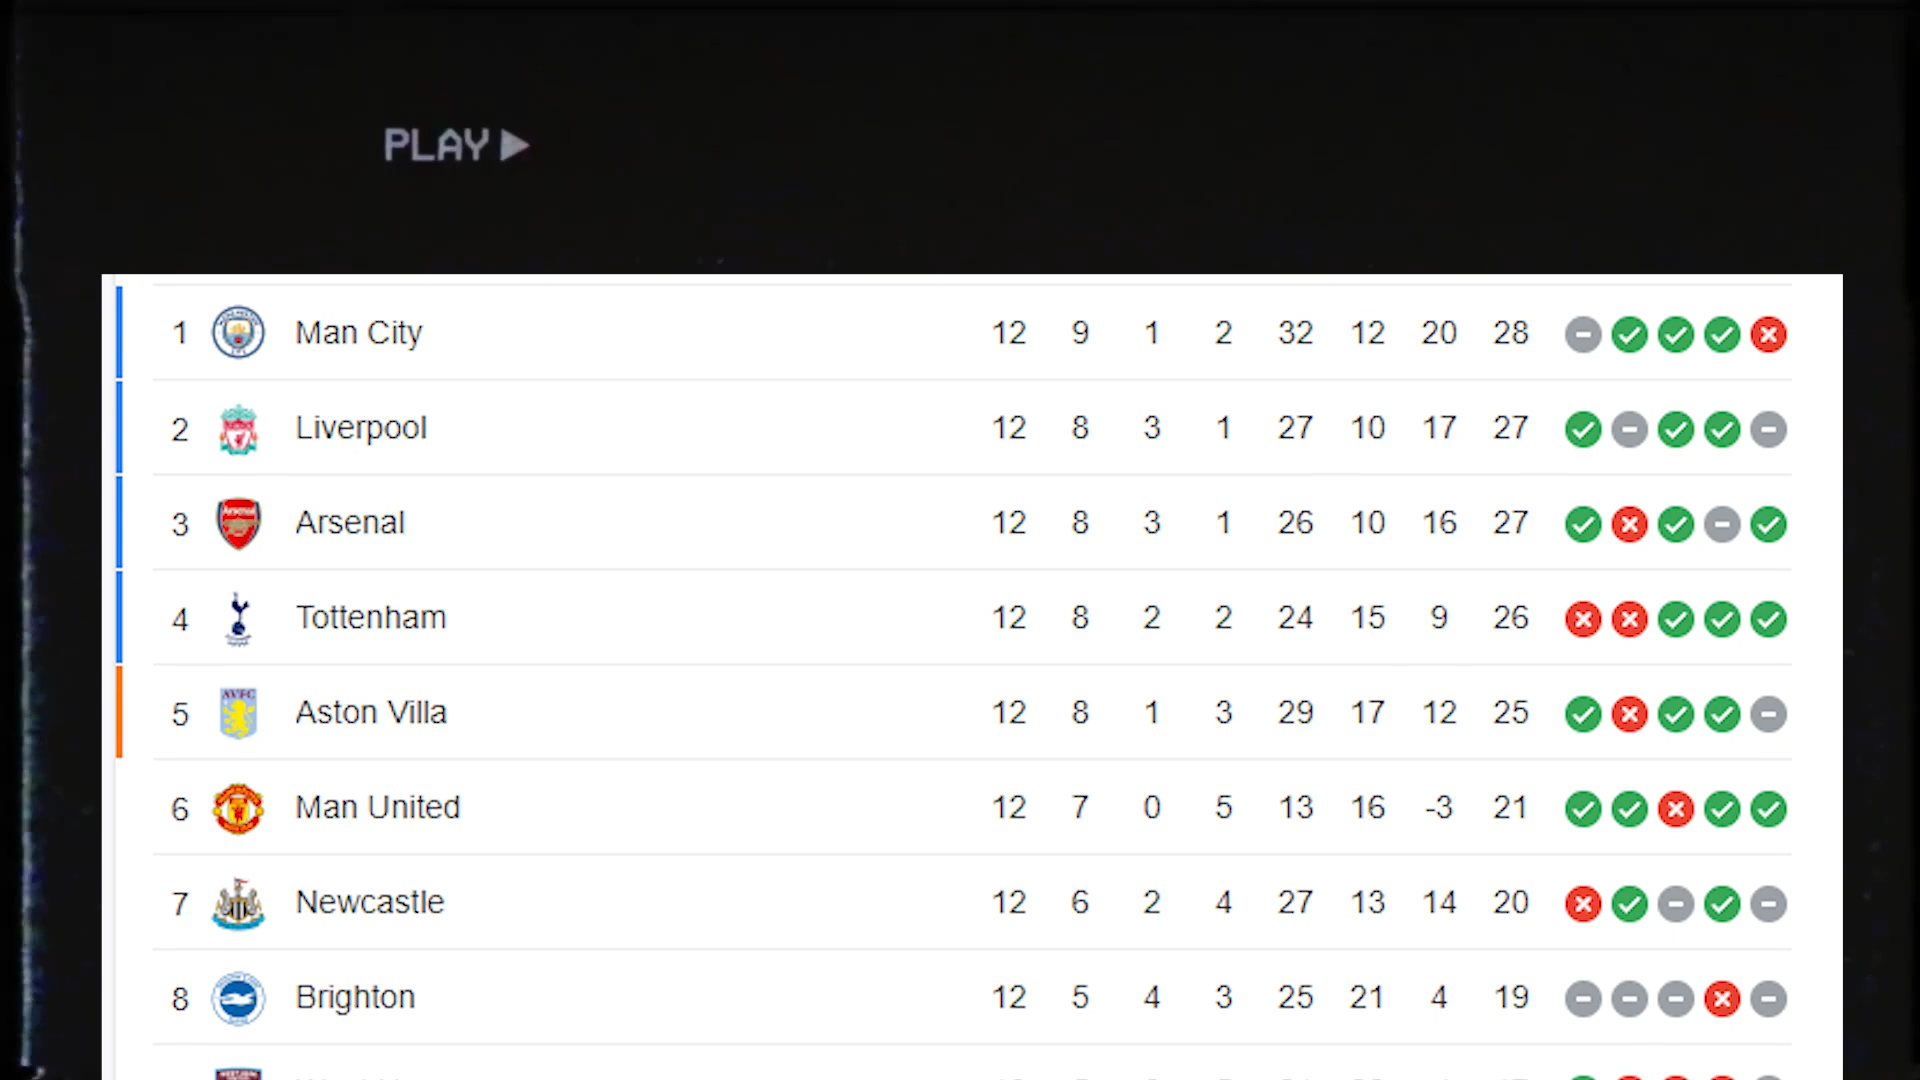 PLAY
1 Man City 12 9 1 2 32 12 20 28
2 Liverpool 12 8 3 1 27 10 17 27
3 Arsenal 12 8 3 1 26 10 16 27
4 Tottenham 12 8 2 2 24 15 9 26
5 AVFC Aston Villa 12 8 1 3 29 17 12 25
6 Man United 12 7 0 5 13 16 -3 21
7 Newcastle 12 6 2 4 27 13 14 20
8 Brighton 12 5 4 3 25 21 4 19